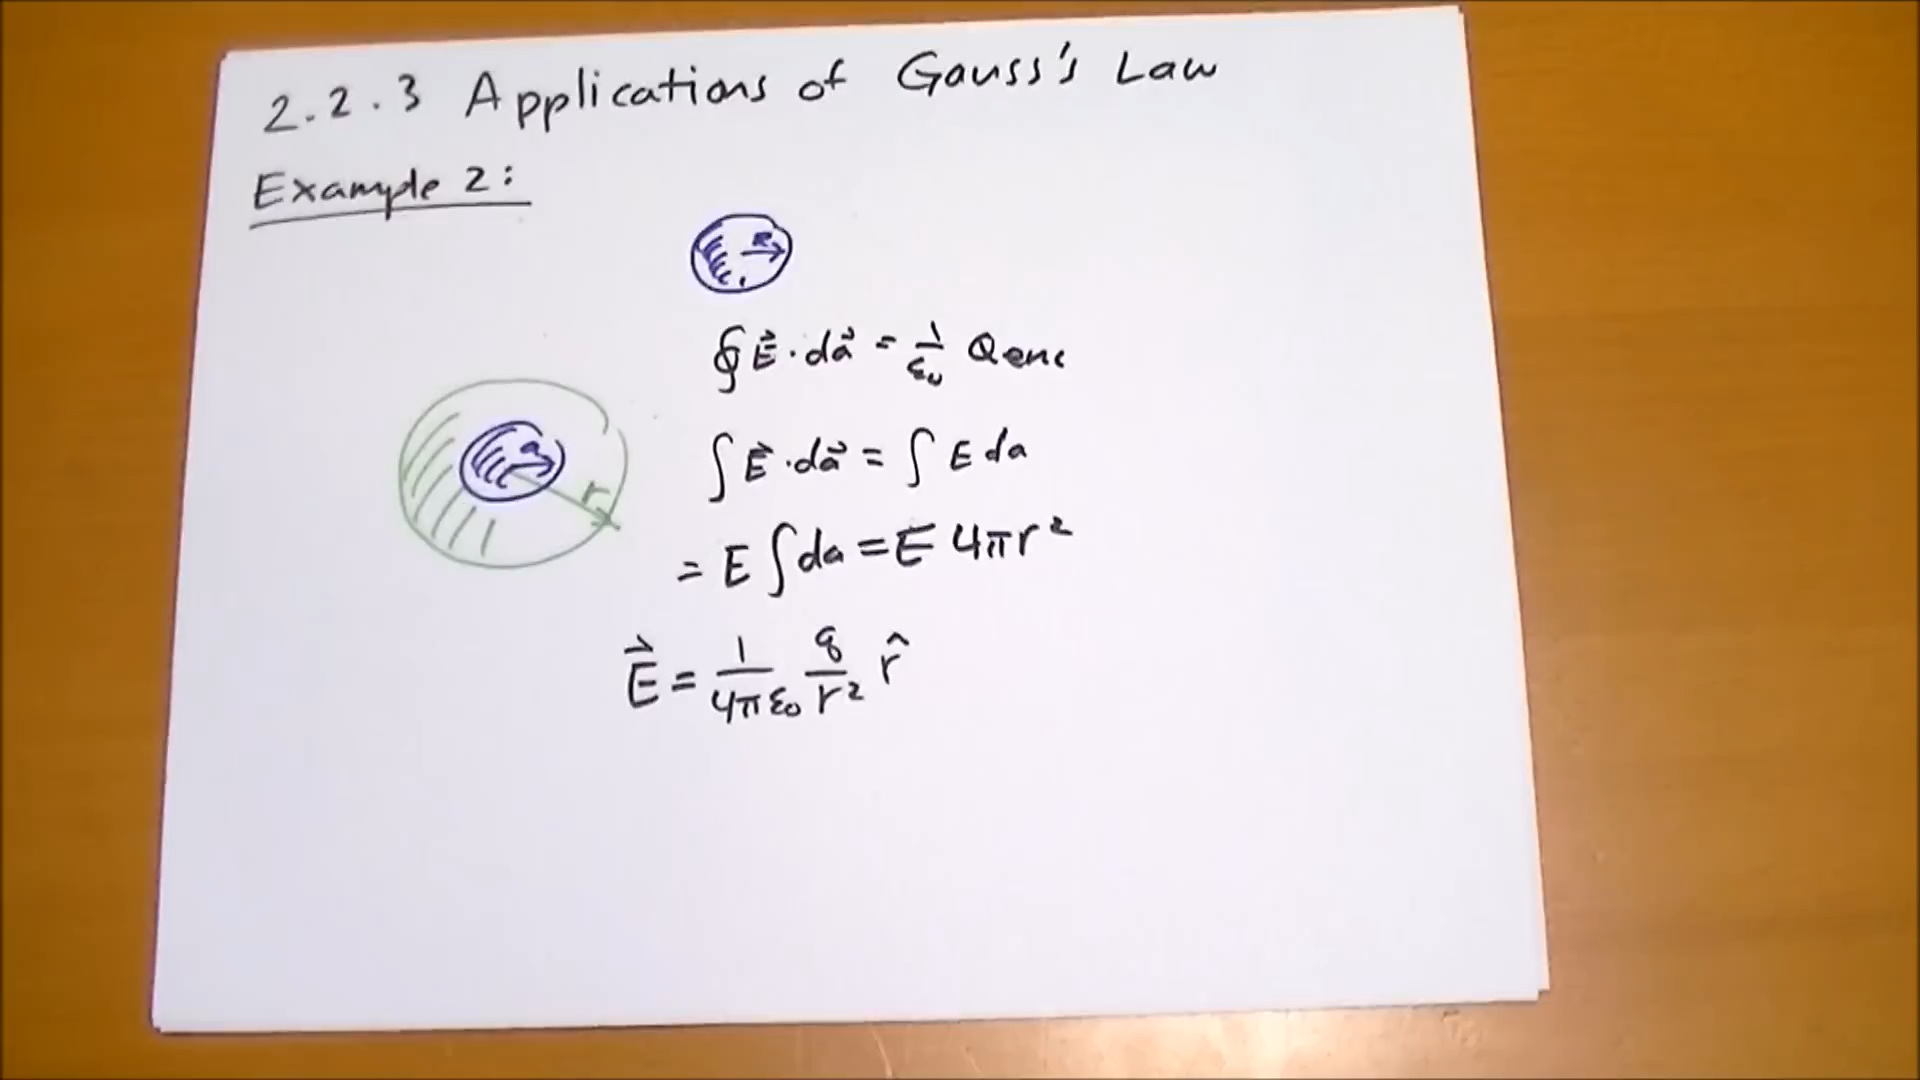 2.2.3 Applications of Gauss's Law
Example 2:
R
∮ E⃗ · da⃗ = 1/ε₀ Qenc
R
r
∫ E⃗ · da⃗ = ∫ E da
= E ∫ da = E 4πr²
E⃗ = 1/4πε₀ q/r² r̂